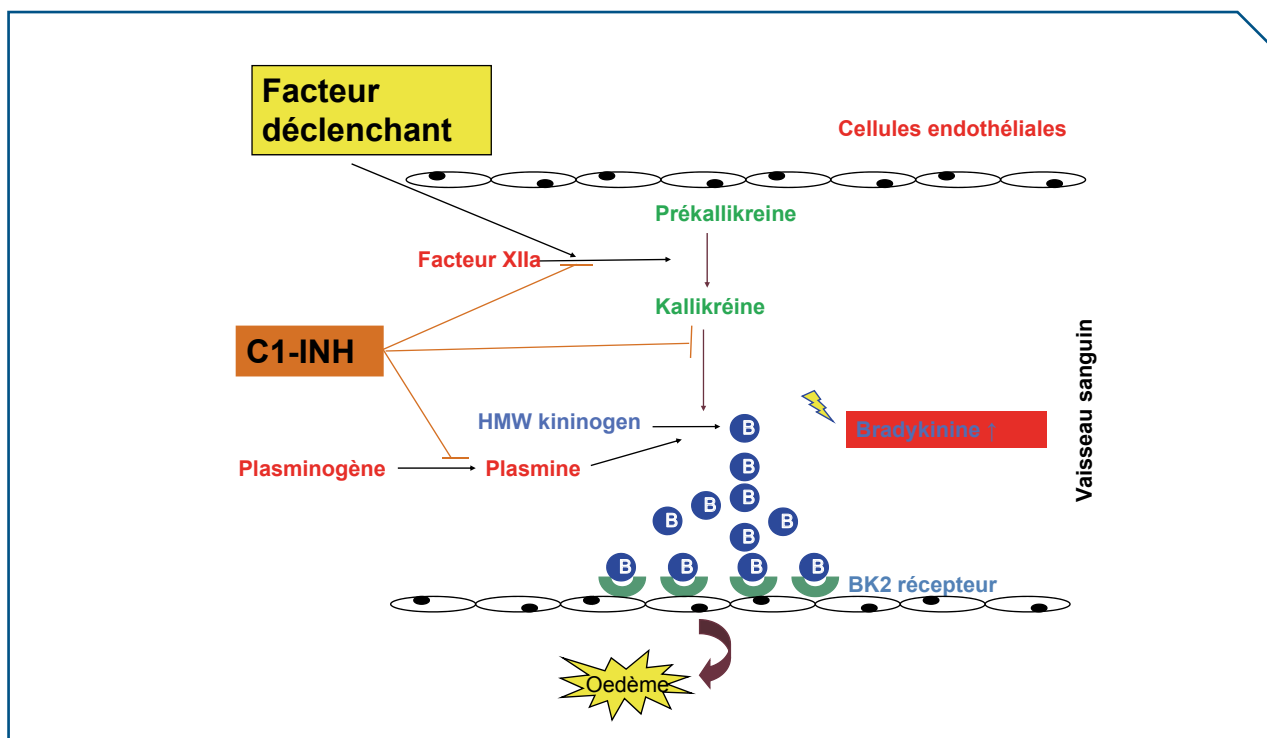 Facteur
déclenchant
Cellules endothéliales
Prékallikreine
Facteur XIIa
Kallikréine
C1-INH
HMW kininogen
B
Bradykinine ↑
Vaisseau sanguin
Plasminogène
Plasmine
B
B
B
B
B
B
B
B
B
B
B
BK2 récepteur
Oedème